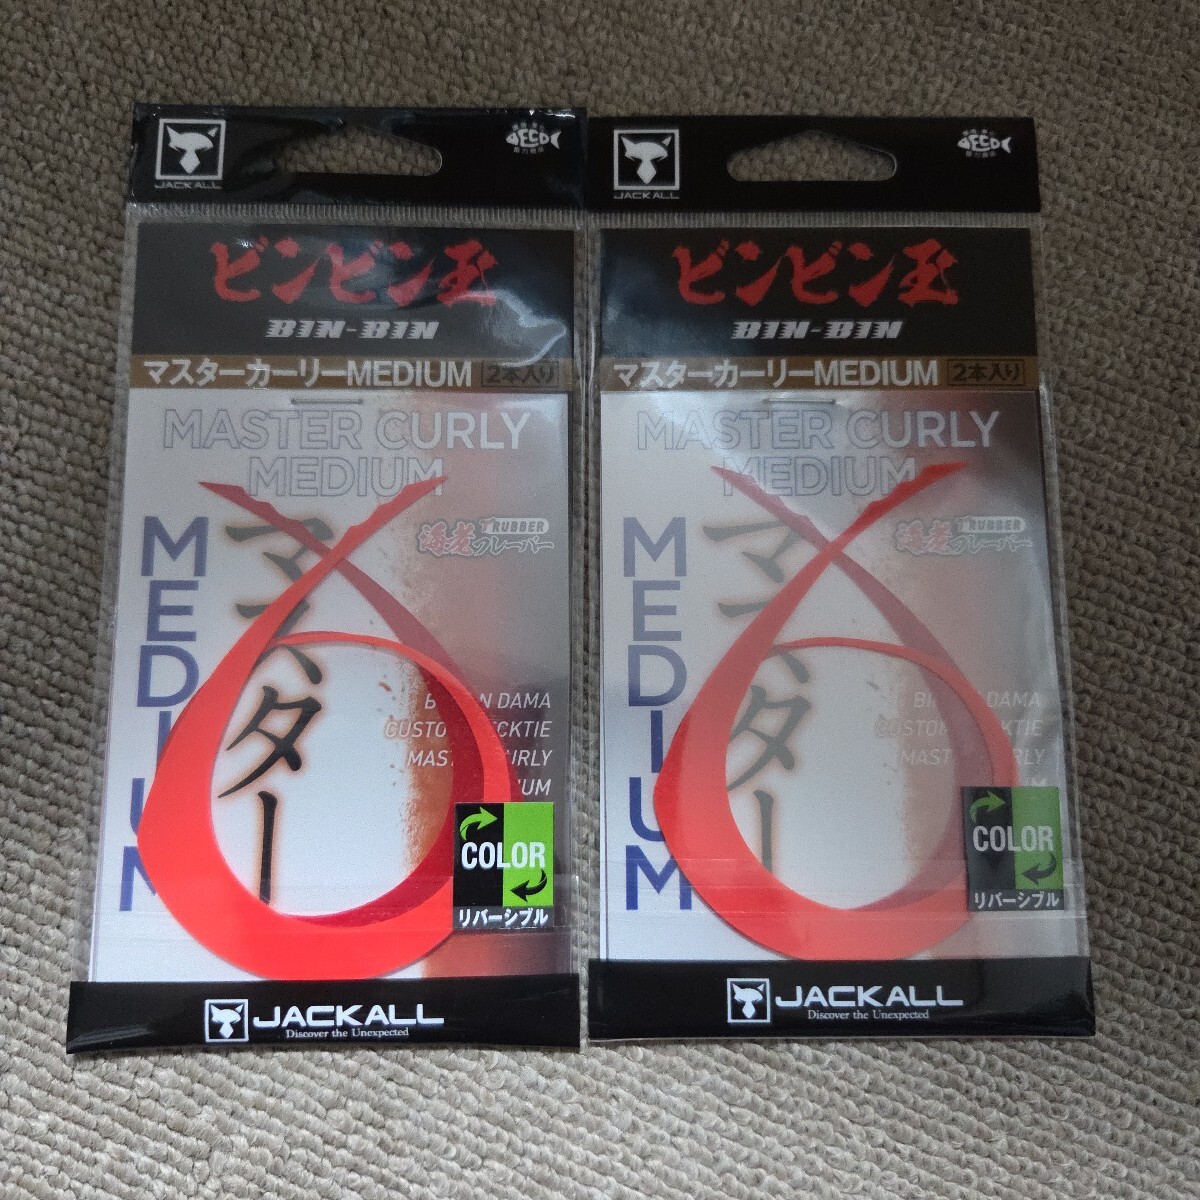 JACKALL
ECO
ビンビン玉
BIN-BIN
マスターカーリーMEDIUM 2本入り
MASTER CURLY
MEDIUM
RUBBER
フレーバー
MEDIUM
マスター
DAMA
MAS URLY
COLOR
リバーシブル
JACKALL
Discover the Unexpected
JACKALL
ECO
ビンビン玉
BIN-BIN
マスターカーリーMEDIUM 2本入り
MASTER CURLY
MEDIUM
RUBBER
フレーバー
MEDIUM
マスター
DAMA
COLOR
リバーシブル
JACKALL
Discover the Unexpected